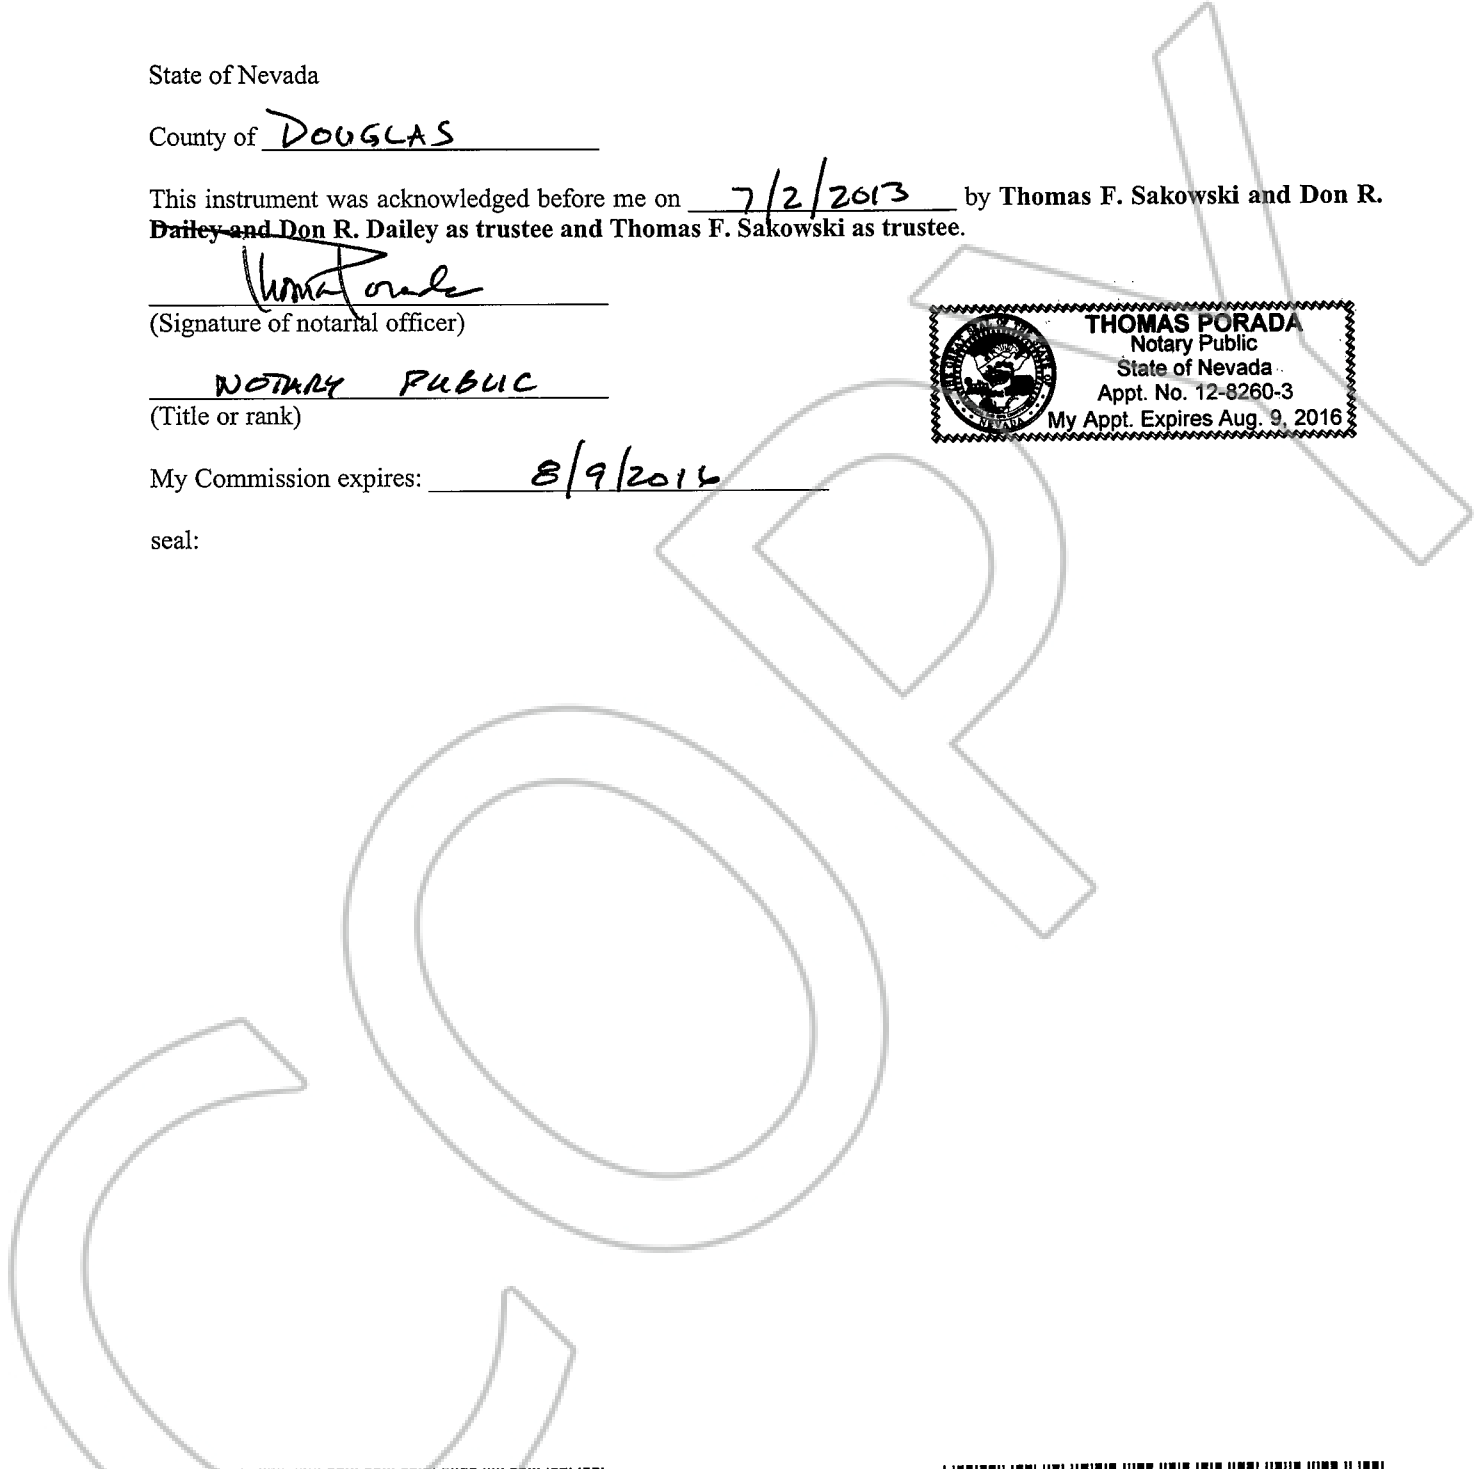 State of Nevada
County of DOUGLAS
This instrument was acknowledged before me on 7/2/2013 by Thomas F. Sakowski and Don R.
Dailey and Don R. Dailey as trustee and Thomas F. Sakowski as trustee.
Thomas Porada
(Signature of notarial officer)
THOMAS PORADA
Notary Public
State of Nevada
Appt. No. 12-8260-3
My Appt. Expires Aug. 9, 2016
NOTARY PUBLIC
(Title or rank)
My Commission expires: 8/9/2016
seal:
COPY